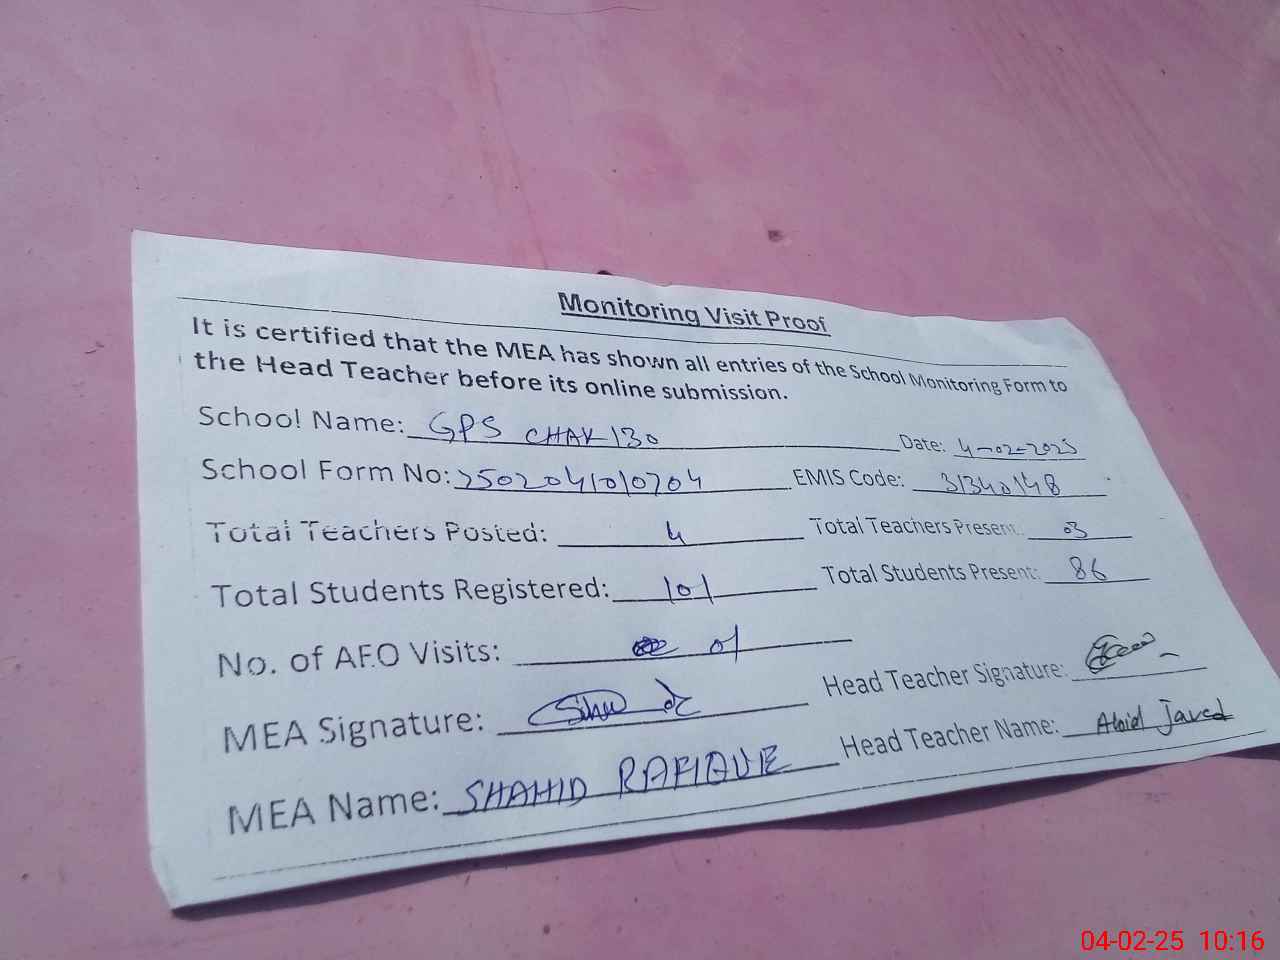 Monitoring Visit Proof
It is certified that the MEA has shown all entries of the School Monitoring Form to
the Head Teacher before its online submission.
School Name: GPS CHAK 130 Date: 4-02-2025
School Form No: 2502041010704 EMIS Code: 31340148
Total Teachers Posted: 4 Total Teachers Present: 03
Total Students Registered: 101 Total Students Present: 86
No. of AEO Visits: 01
MEA Signature: Head Teacher Signature:
MEA Name: SHAHID RAFIQUE Head Teacher Name: Abid Javed
04-02-25 10:16